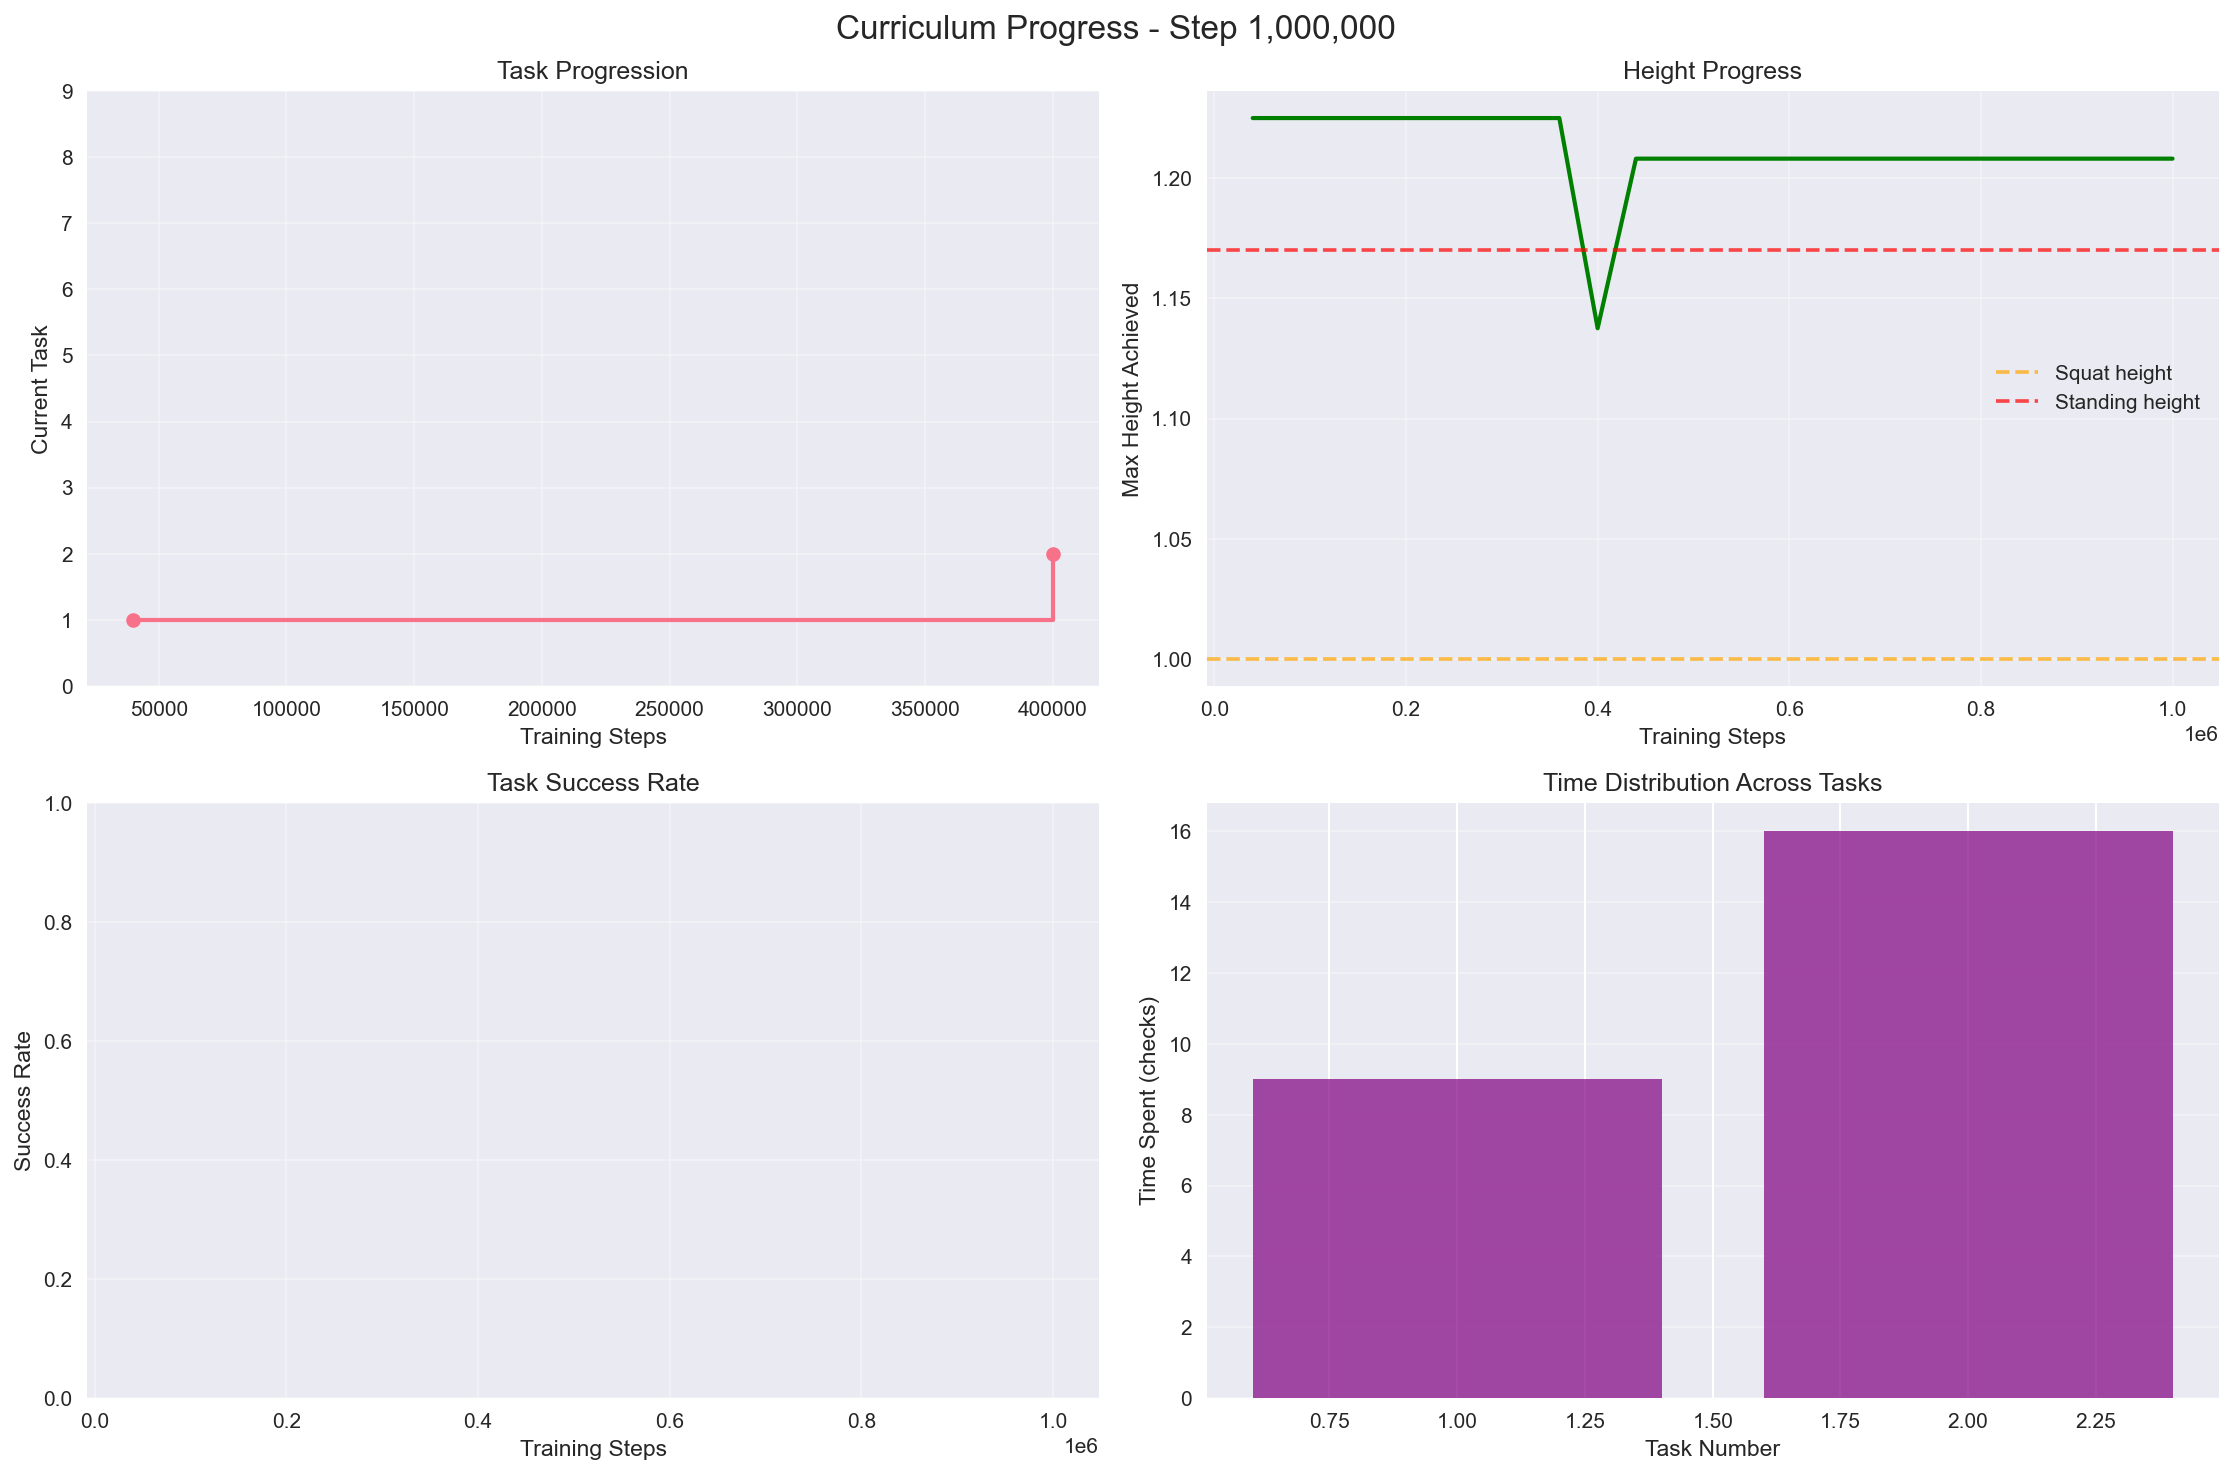 Curriculum Progress - Step 1,000,000
Task Progression
Current Task
9
8
7
6
5
4
3
2
1
0
50000 100000 150000 200000 250000 300000 350000 400000
Training Steps
Height Progress
Max Height Achieved
1.20
1.15
1.10
1.05
1.00
Squat height
Standing height
0.0 0.2 0.4 0.6 0.8 1.0
1e6
Training Steps
Task Success Rate
Success Rate
1.0
0.8
0.6
0.4
0.2
0.0
0.0 0.2 0.4 0.6 0.8 1.0
1e6
Training Steps
Time Distribution Across Tasks
Time Spent (checks)
16
14
12
10
8
6
4
2
0
0.75 1.00 1.25 1.50 1.75 2.00 2.25
Task Number